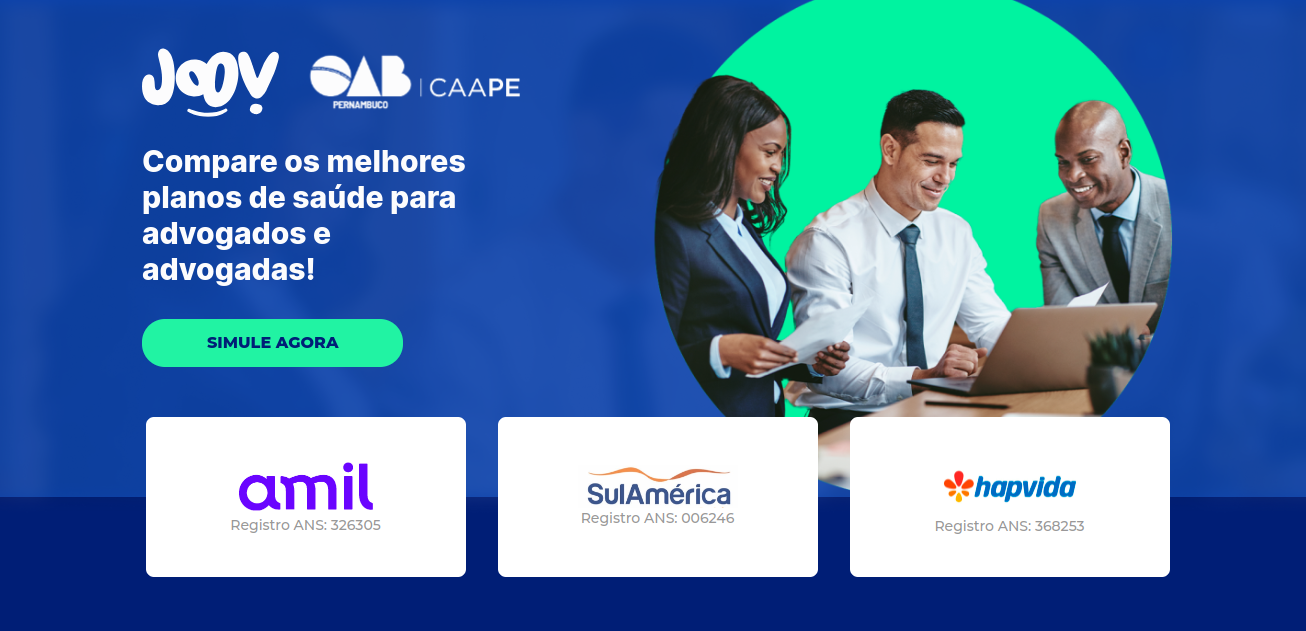 JOOV
OAB | CAAPE
PERNAMBUCO
Compare os melhores
planos de saúde para
advogados e
advogadas!
SIMULE AGORA
amil
Registro ANS: 326305
SulAmérica
Registro ANS: 006246
hapvida
Registro ANS: 368253